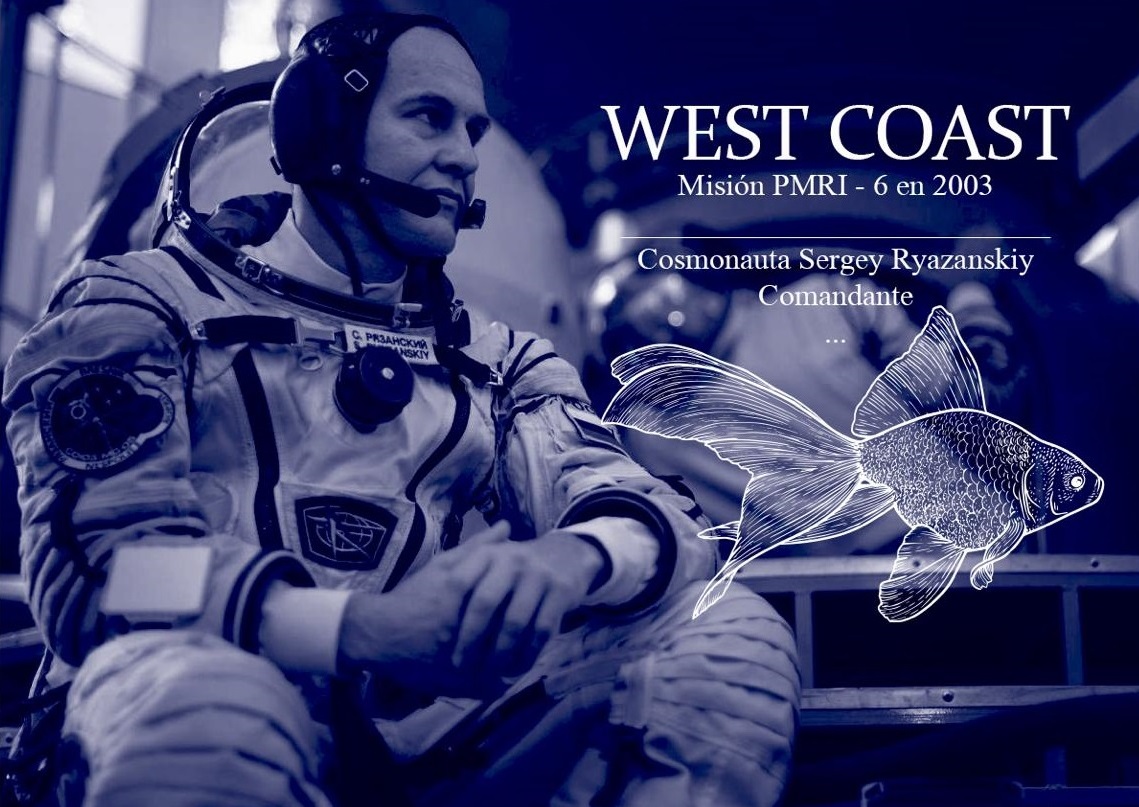 WEST COAST
Misión PMRI - 6 en 2003
Cosmonauta Sergey Ryazanskiy
Comandante
...
С. РЯЗАНСКИЙ